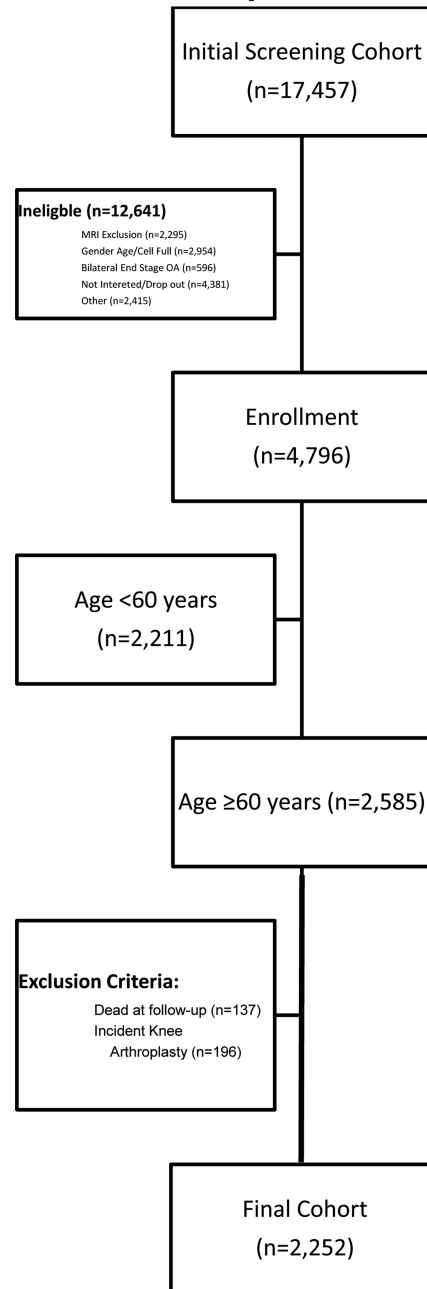 Initial Screening Cohort
(n=17,457)
Ineligble (n=12,641)
MRI Exclusion (n=2,295)
Gender Age/Cell Full (n=2,954)
Bilateral End Stage OA (n=596)
Not Intereted/Drop out (n=4,381)
Other (n=2,415)
Enrollment
(n=4,796)
Age <60 years
(n=2,211)
Age ≥60 years (n=2,585)
Exclusion Criteria:
Dead at follow-up (n=137)
Incident Knee
Arthroplasty (n=196)
Final Cohort
(n=2,252)